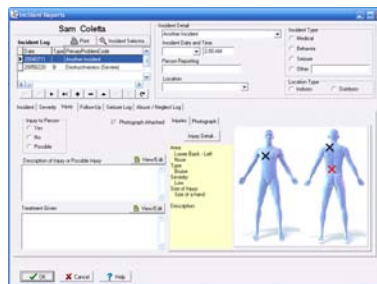 Incident Reports
Sam Coletta
Print
Incident Selector
Incident Log
Date Type PrimaryProblemCode
Another Incident
Destructiveness (Severe)
Incident Detail
Another Incident
Incident Date and Time
2:00 AM
Person Reporting
Location
Incident Type
Medical
Behavior
Seizure
Other
Location Type
Indoors Outdoors
Incident Severity Injury Follow-Up Seizure Log Abuse / Neglect Log
Injury to Person
Yes
No
Possible
Photograph Attached
Description of Injury or Possible Injury
View/Edit
Treatment Given
View/Edit
Injuries Photograph
Injury Detail
Area:
Lower Back - Left
Nose
Type:
Bruise
Severity:
Low
Size of Injury:
Size of a hand
Description:
OK Cancel Help